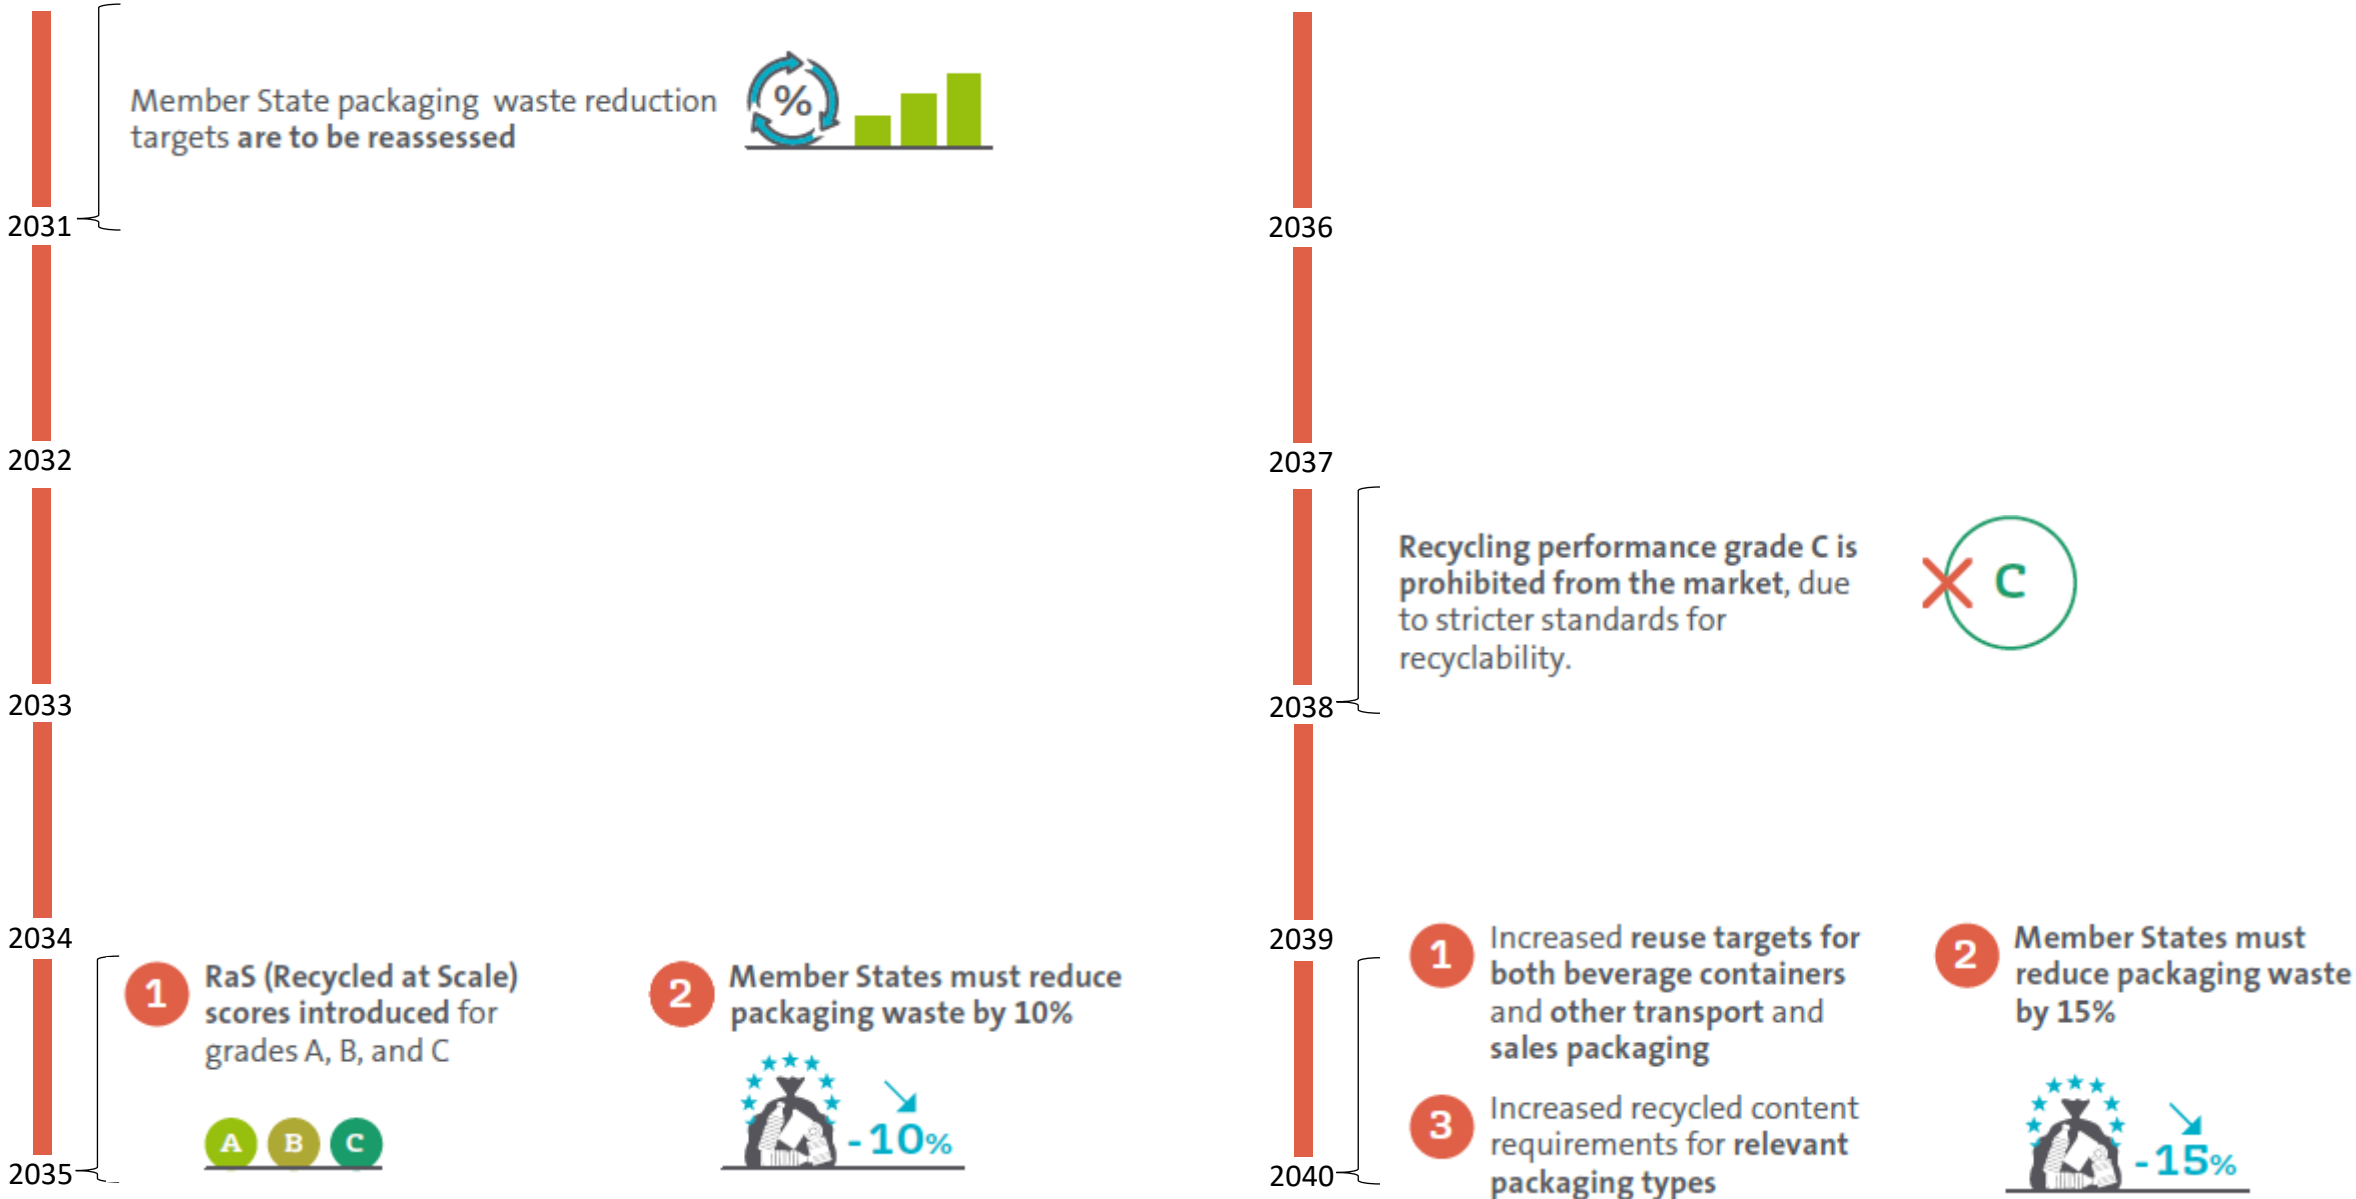 Member State packaging waste reduction
targets are to be reassessed
%
2031
2032
2033
2034
1
RaS (Recycled at Scale)
scores introduced for
grades A, B, and C
A B C
2
Member States must reduce
packaging waste by 10%
-10%
2035
2036
2037
Recycling performance grade C is
prohibited from the market, due
to stricter standards for
recyclability.
C
2038
2039
1
Increased reuse targets for
both beverage containers
and other transport and
sales packaging
2
Member States must
reduce packaging waste
by 15%
-15%
3
Increased recycled content
requirements for relevant
packaging types
2040